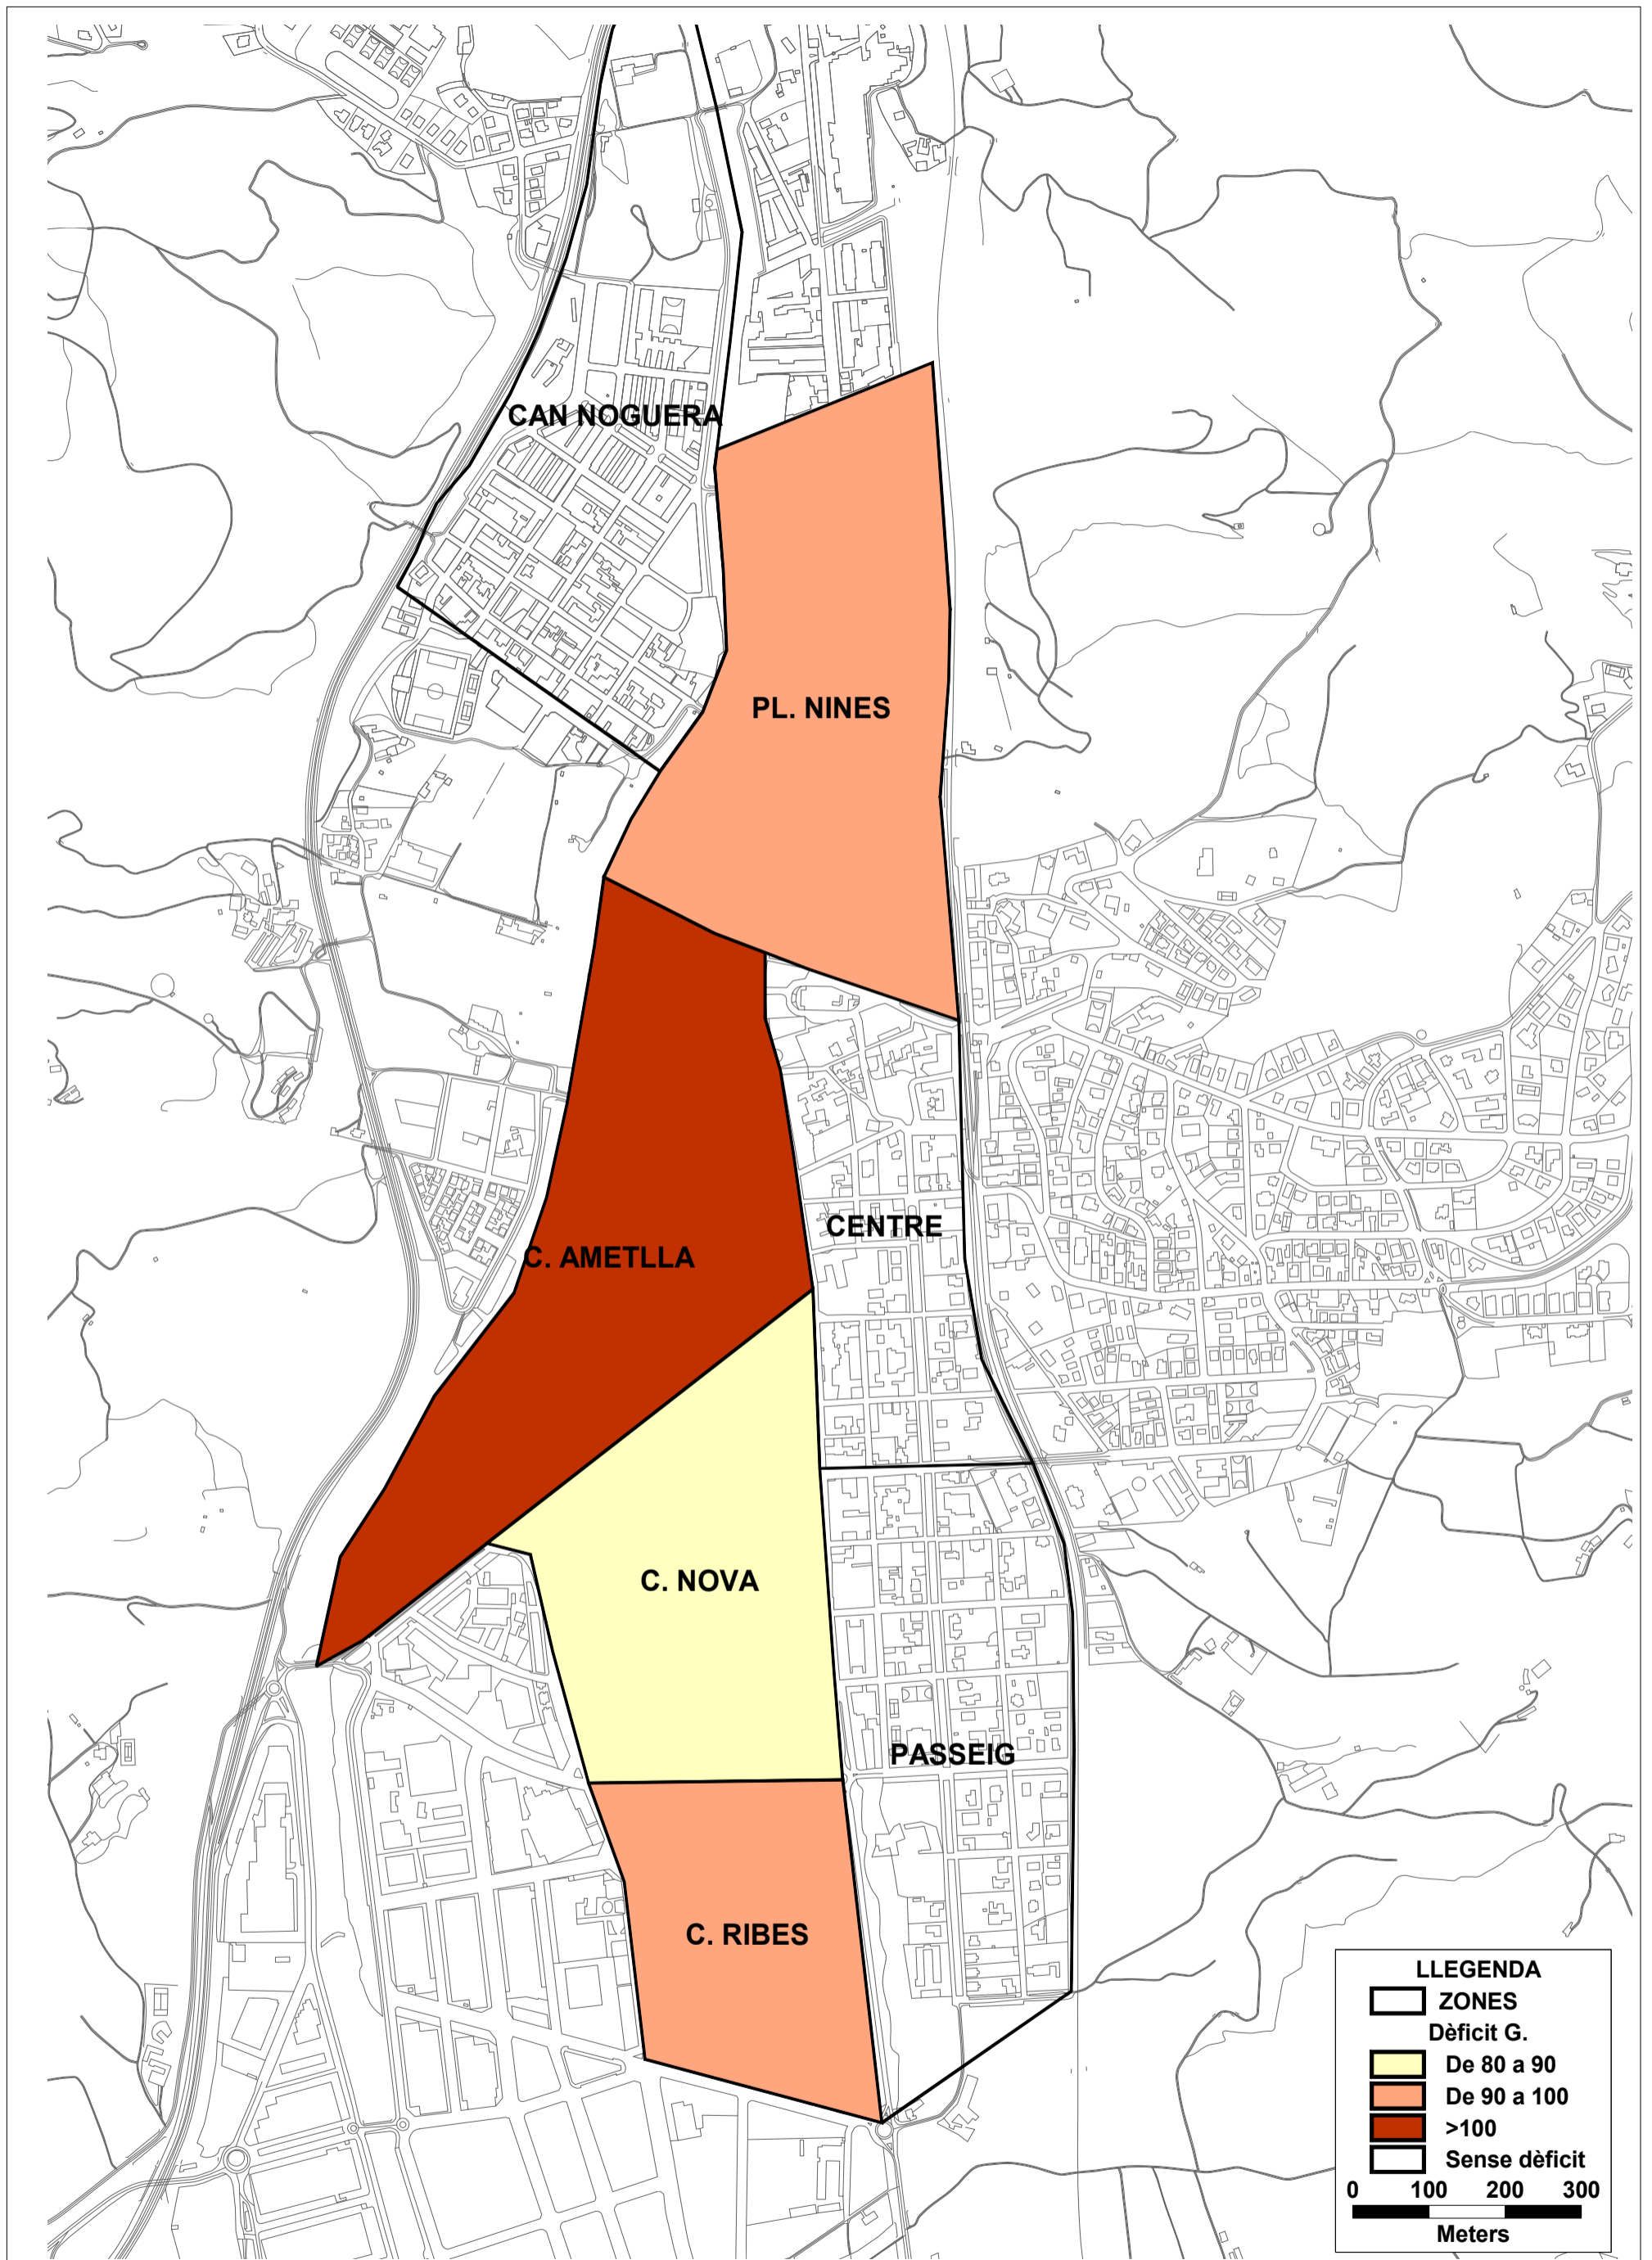 CAN NOGUERA
PL. NINES
CENTRE
C. AMETLLA
C. NOVA
PASSEIG
C. RIBES
LLEGENDA
ZONES
Dèficit G.
De 80 a 90
De 90 a 100
>100
Sense dèficit
0 100 200 300
Meters